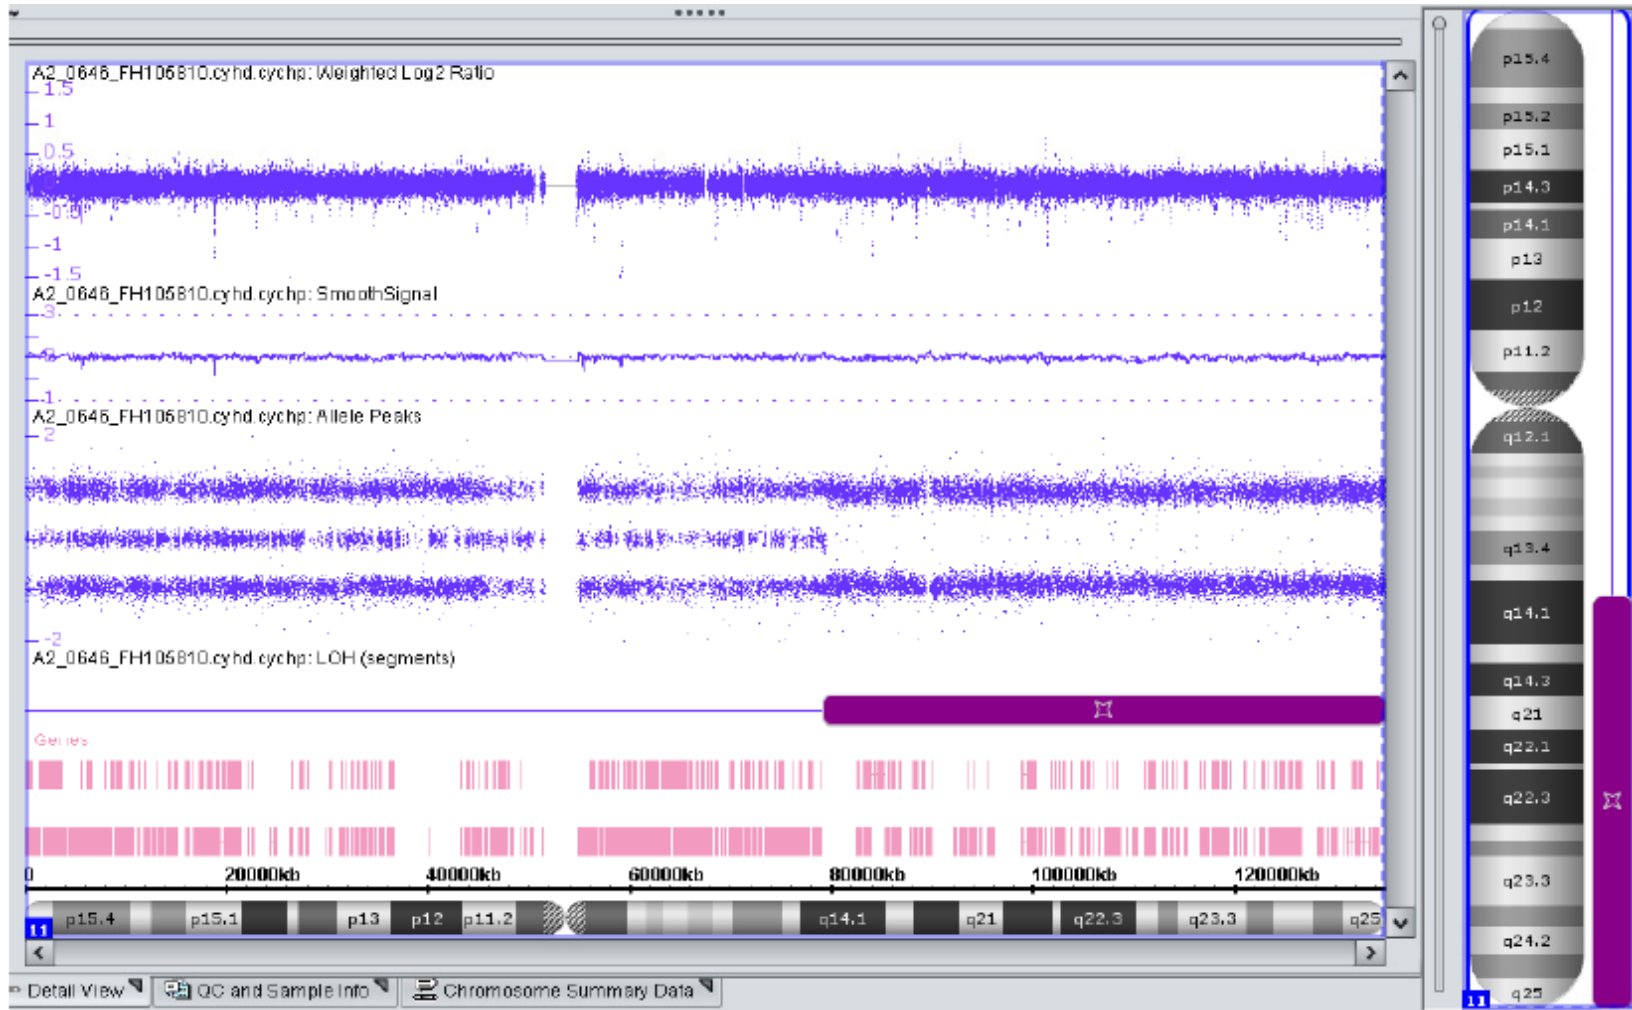 A2_0646_FH105810.cyhd.cychp: Weighted Log2 Ratio
1.5
1
0.5
0
-0.5
-1
-1.5
A2_0646_FH105810.cyhd.cychp: SmoothSignal
3
1
A2_0646_FH105810.cyhd.cychp: Allele Peaks
2
-2
A2_0646_FH105810.cyhd.cychp: LOH (segments)
Genes
0 20000kb 40000kb 60000kb 80000kb 100000kb 120000kb
11 p15.4 p15.1 p13 p12 p11.2 q14.1 q21 q22.3 q23.3 q25
Detail View QC and Sample Info Chromosome Summary Data
p15.4
p15.2
p15.1
p14.3
p14.1
p13
p12
p11.2
q12.1
q13.4
q14.1
q14.3
q21
q22.1
q22.3
q23.3
q24.2
11 q25